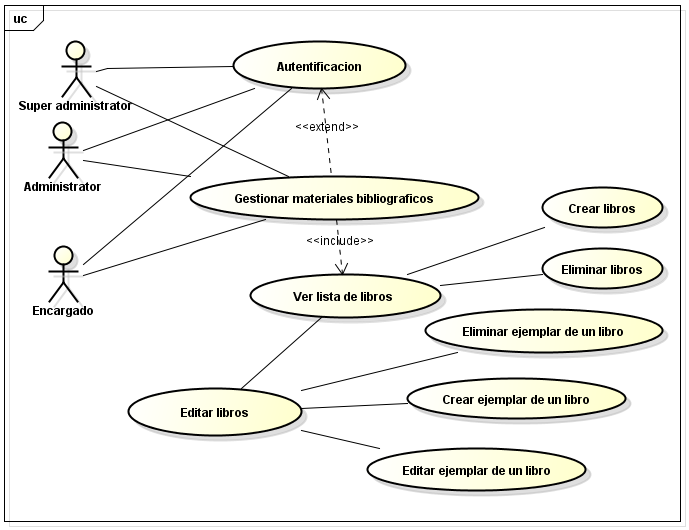 uc
Autentificacion
Super administrator
<<extend>>
Administrator
Gestionar materiales bibliograficos
Crear libros
<<include>>
Eliminar libros
Encargado
Ver lista de libros
Eliminar ejemplar de un libro
Crear ejemplar de un libro
Editar libros
Editar ejemplar de un libro